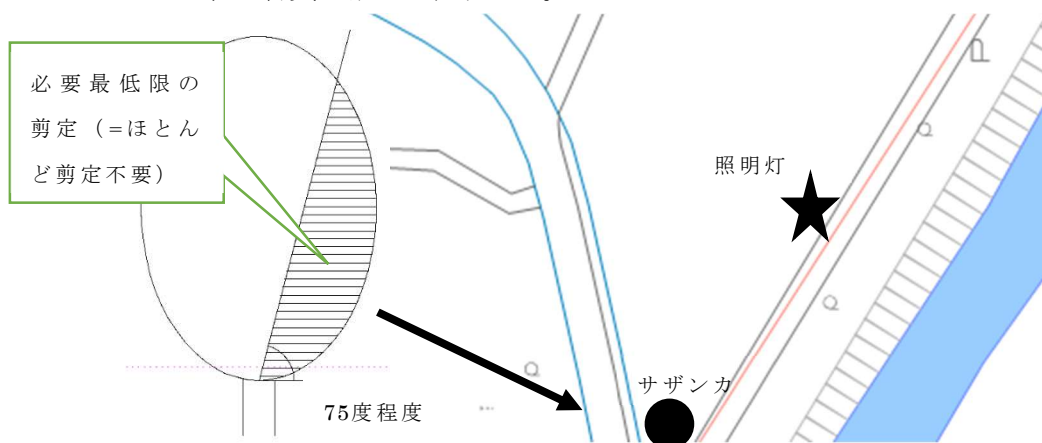 必要最低限の
剪定（=ほとん
ど剪定不要）
照明灯
サザンカ
75度程度